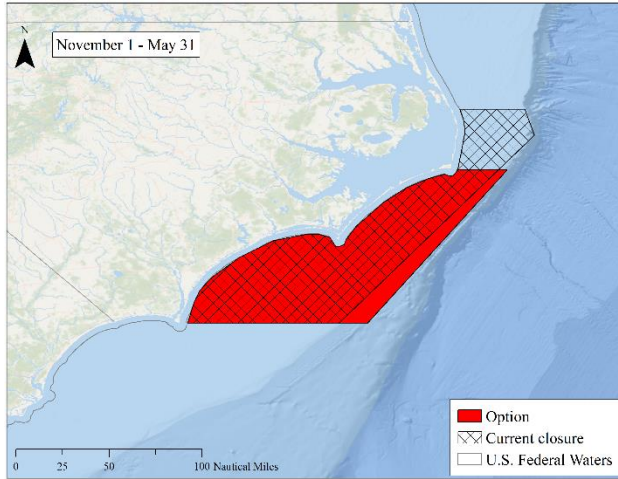 N
November 1 - May 31
Option
Current closure
U.S. Federal Waters
0 25 50 100 Nautical Miles